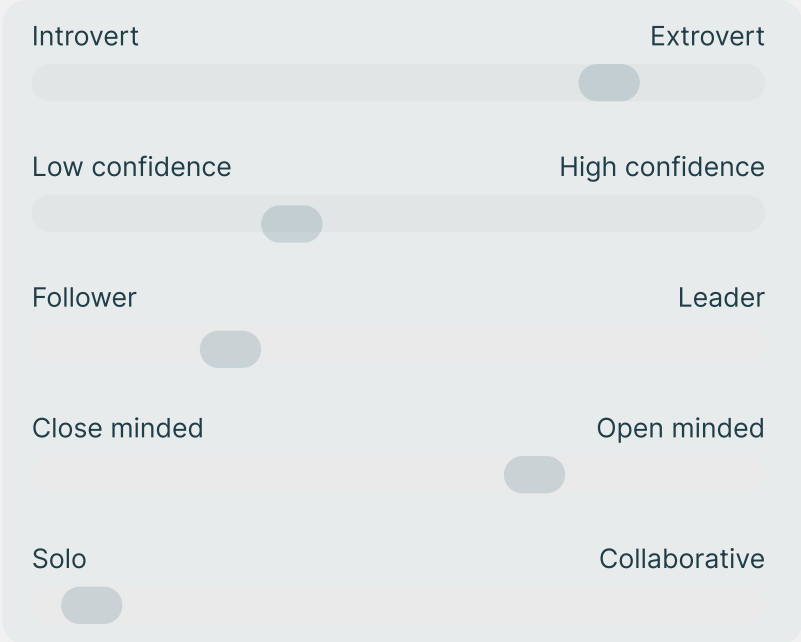 Introvert Extrovert
Low confidence High confidence
Follower Leader
Close minded Open minded
Solo Collaborative